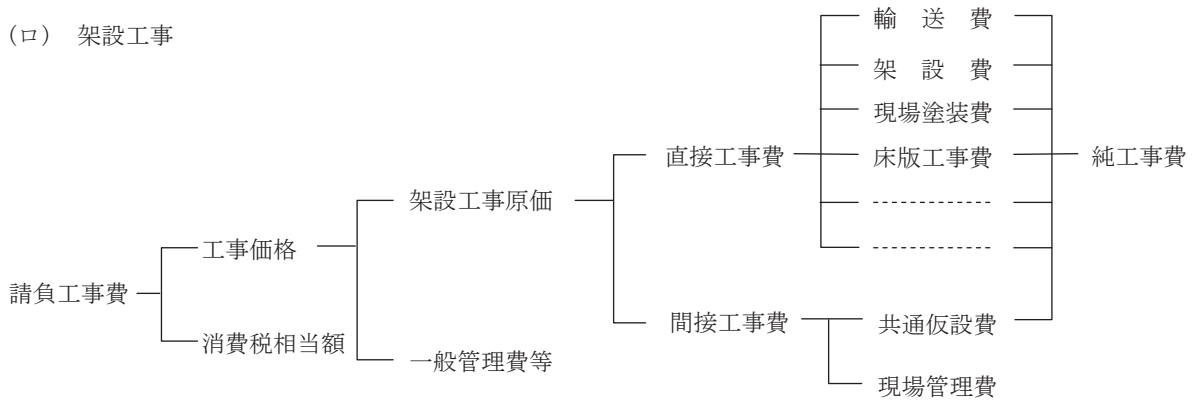 (ロ) 架設工事
輸 送 費
架 設 費
現場塗装費
直接工事費
床版工事費
純工事費
架設工事原価
工事価格
請負工事費
間接工事費
共通仮設費
消費税相当額
一般管理費等
現場管理費